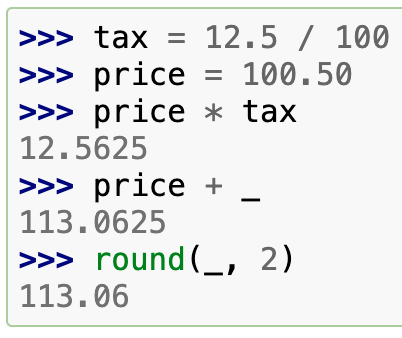 >>> tax = 12.5 / 100
>>> price = 100.50
>>> price * tax
12.5625
>>> price + _
113.0625
>>> round(_, 2)
113.06